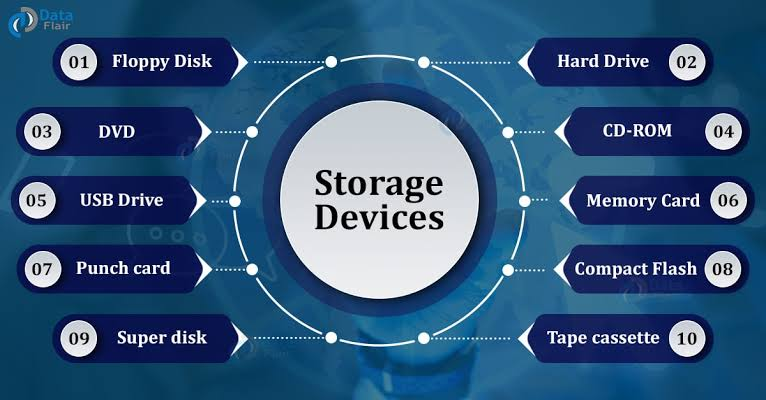 Data
Flair
01 Floppy Disk
Hard Drive 02
03 DVD
CD-ROM 04
05 USB Drive
Memory Card 06
Storage
Devices
07 Punch card
Compact Flash 08
09 Super disk
Tape cassette 10